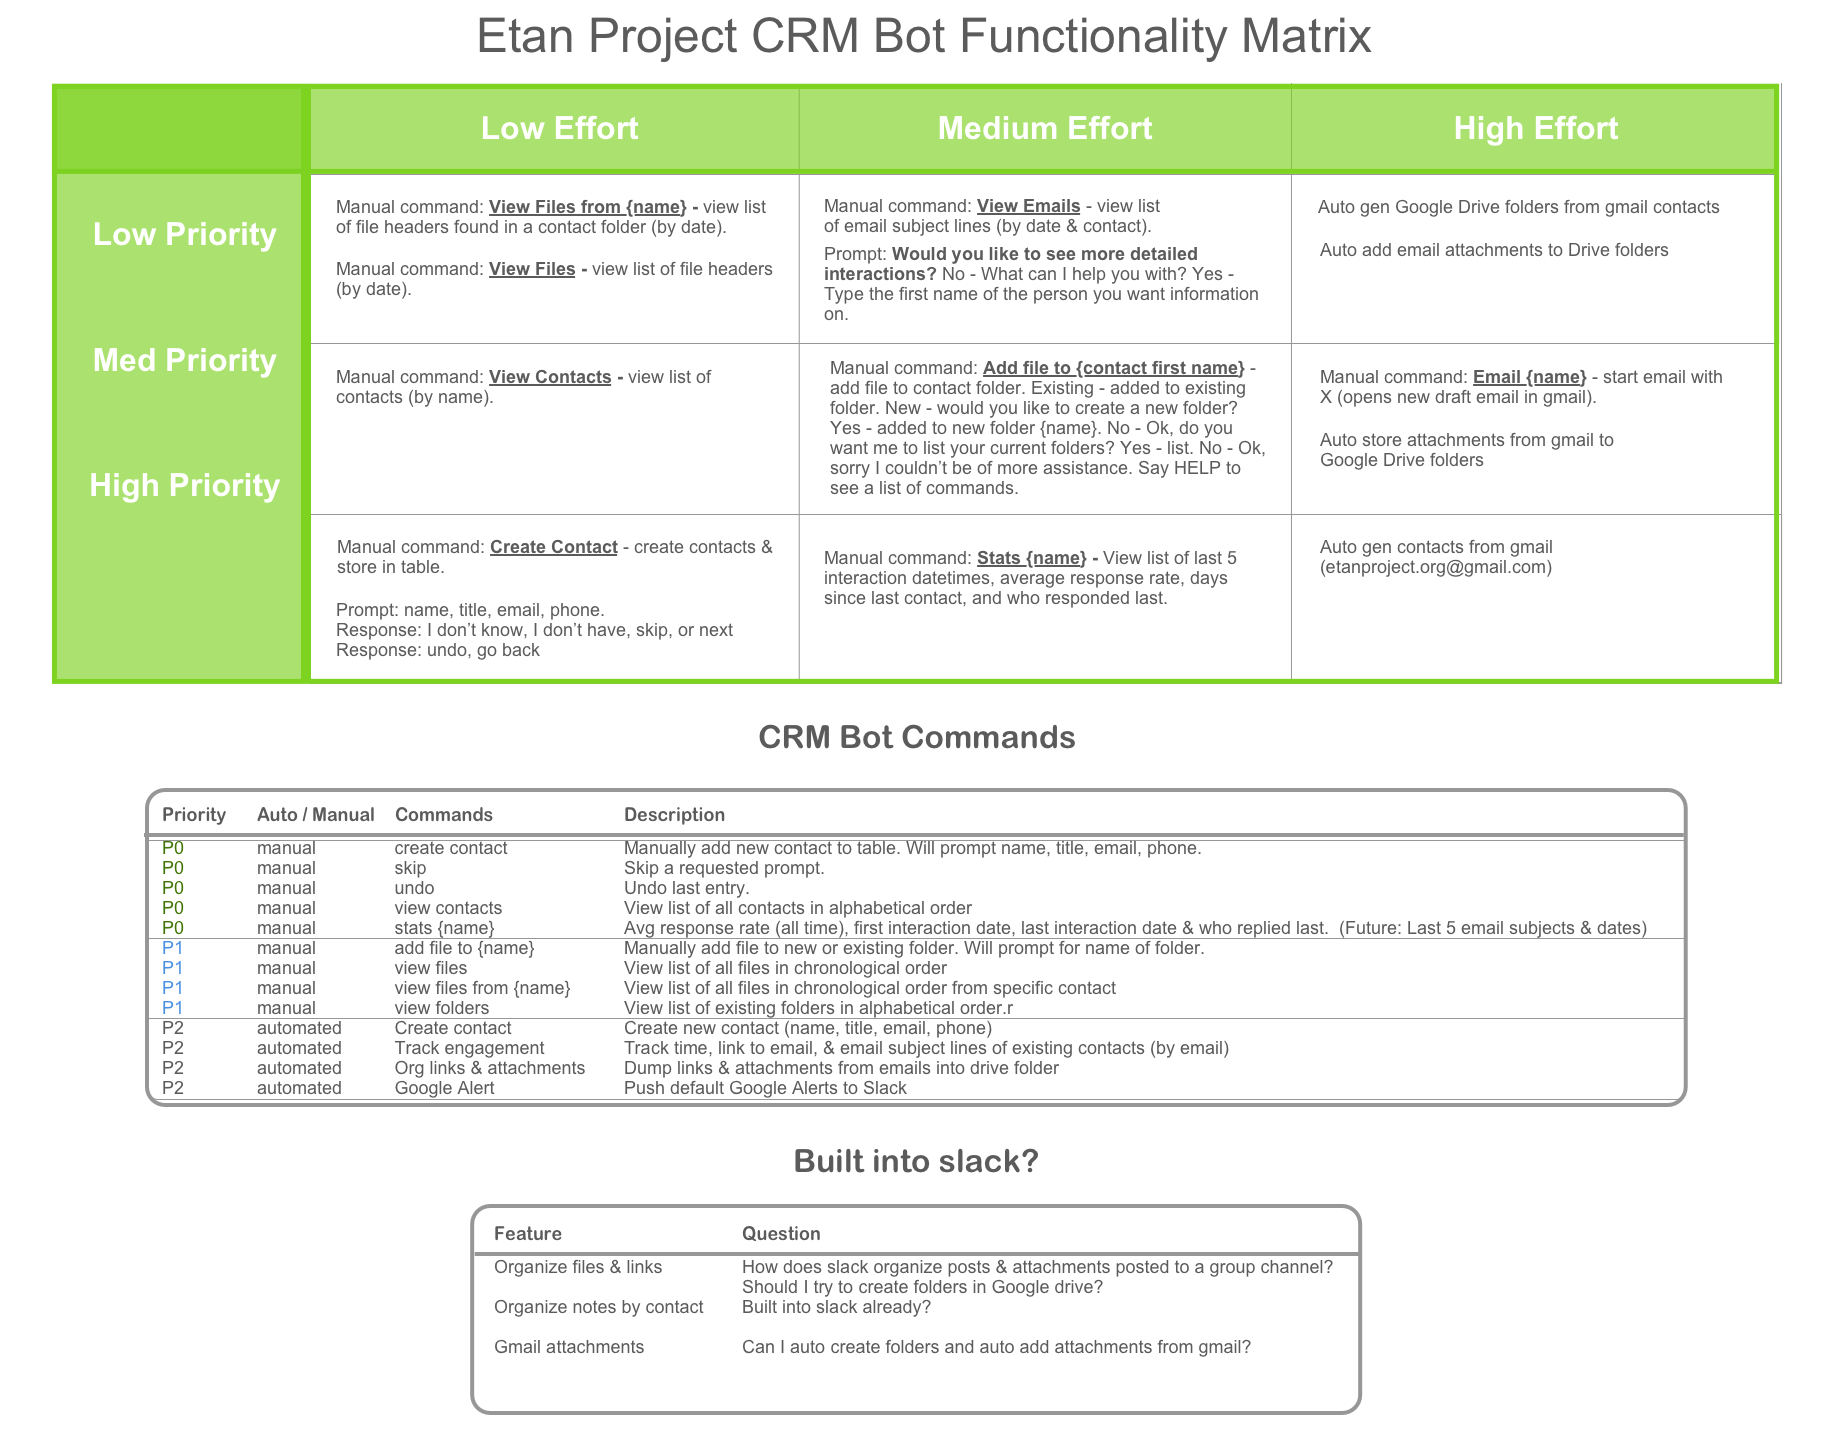 Etan Project CRM Bot Functionality Matrix
Low Effort
Medium Effort
High Effort
Low Priority
Manual command: View Files from {name} - view list
of file headers found in a contact folder (by date).
Manual command: View Files - view list of file headers
(by date).
Manual command: View Emails - view list
of email subject lines (by date & contact).
Prompt: Would you like to see more detailed
interactions? No - What can I help you with? Yes -
Type the first name of the person you want information
on.
Auto gen Google Drive folders from gmail contacts
Auto add email attachments to Drive folders
Med Priority
Manual command: View Contacts - view list of
contacts (by name).
Manual command: Add file to {contact first name} -
add file to contact folder. Existing - added to existing
folder. New - would you like to create a new folder?
Yes - added to new folder {name}. No - Ok, do you
want me to list your current folders? Yes - list. No - Ok,
sorry I couldn’t be of more assistance. Say HELP to
see a list of commands.
Manual command: Email {name} - start email with
X (opens new draft email in gmail).
Auto store attachments from gmail to
Google Drive folders
High Priority
Manual command: Create Contact - create contacts &
store in table.
Prompt: name, title, email, phone.
Response: I don’t know, I don’t have, skip, or next
Response: undo, go back
Manual command: Stats {name} - View list of last 5
interaction datetimes, average response rate, days
since last contact, and who responded last.
Auto gen contacts from gmail
(etanproject.org@gmail.com)
CRM Bot Commands
Priority Auto / Manual Commands Description
P0 manual create contact Manually add new contact to table. Will prompt name, title, email, phone.
P0 manual skip Skip a requested prompt.
P0 manual undo Undo last entry.
P0 manual view contacts View list of all contacts in alphabetical order
P0 manual stats {name} Avg response rate (all time), first interaction date, last interaction date & who replied last. (Future: Last 5 email subjects & dates)
P1 manual add file to {name} Manually add file to new or existing folder. Will prompt for name of folder.
P1 manual view files View list of all files in chronological order
P1 manual view files from {name} View list of all files in chronological order from specific contact
P1 manual view folders View list of existing folders in alphabetical order.r
P2 automated Create contact Create new contact (name, title, email, phone)
P2 automated Track engagement Track time, link to email, & email subject lines of existing contacts (by email)
P2 automated Org links & attachments Dump links & attachments from emails into drive folder
P2 automated Google Alert Push default Google Alerts to Slack
Built into slack?
Feature Question
Organize files & links How does slack organize posts & attachments posted to a group channel?
Should I try to create folders in Google drive?
Organize notes by contact Built into slack already?
Gmail attachments Can I auto create folders and auto add attachments from gmail?